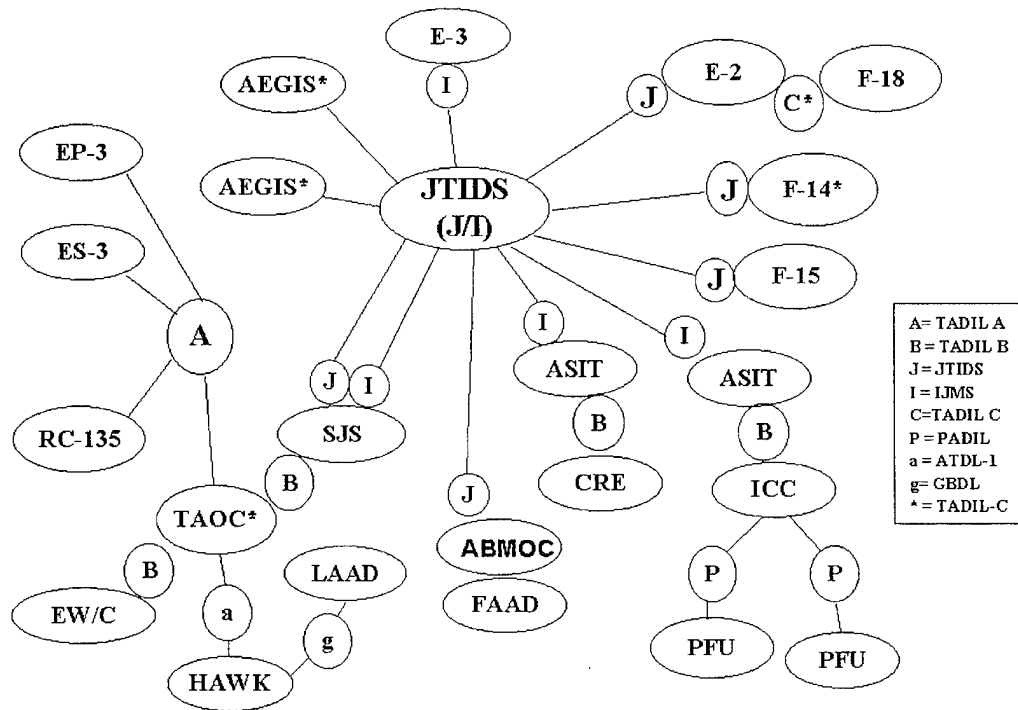 E-3
I
AEGIS*
E-2
J
C*
F-18
EP-3
AEGIS*
JTIDS
(J/I)
J
F-14*
ES-3
J
F-15
A
I
I
ASIT
ASIT
J
I
B
B
RC-135
SJS
CRE
ICC
B
J
TAOC*
ABMOC
B
LAAD
P
P
EW/C
a
FAAD
g
PFU
PFU
HAWK
A= TADIL A
B = TADIL B
J= JTIDS
I = IJMS
C=TADIL C
P = PADIL
a = ATDL-1
g= GBDL
* = TADIL-C